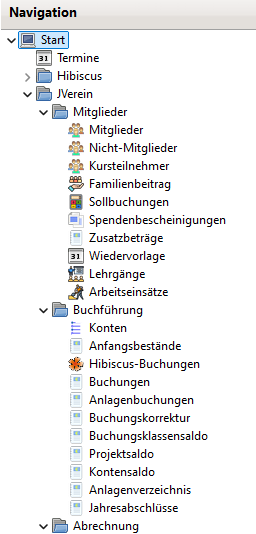 Navigation
Start
31 Termine
Hibiscus
JVerein
Mitglieder
Mitglieder
Nicht-Mitglieder
Kursteilnehmer
Familienbeitrag
Sollbuchungen
Spendenbescheinigungen
Zusatzbeträge
31 Wiedervorlage
Lehrgänge
Arbeitseinsätze
Buchführung
Konten
Anfangsbestände
Hibiscus-Buchungen
Buchungen
Anlagenbuchungen
Buchungskorrektur
Buchungsklassensaldo
Projektsaldo
Kontensaldo
Anlagenverzeichnis
Jahresabschlüsse
Abrechnung